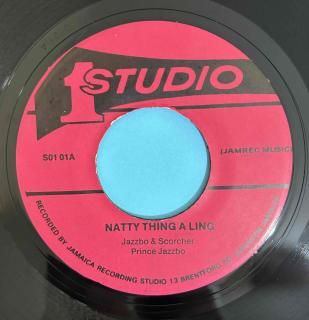 1 STUDIO
S01 01A
(JAMREC MUSIC)
NATTY THING A LING
Jazzbo & Scorcher
Prince Jazzbo
RECORDED BY JAMAICA RECORDING STUDIO 13 BRENTFORD RD.